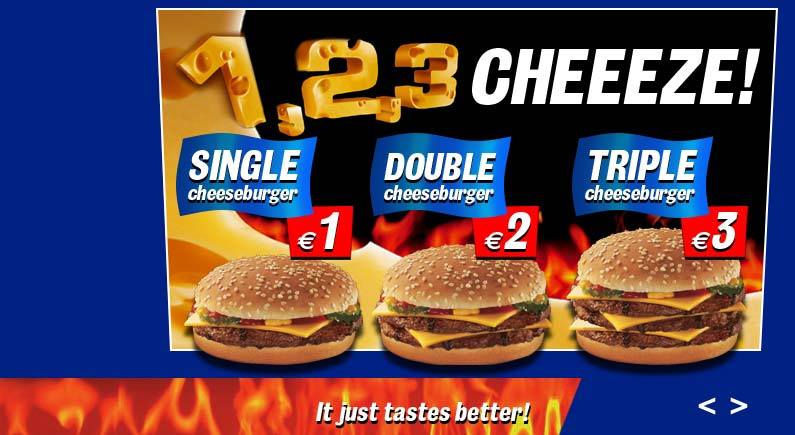 1,2,3 CHEEEZE!
SINGLE
cheeseburger
€1
DOUBLE
cheeseburger
€2
TRIPLE
cheeseburger
€3
It just tastes better!
< >